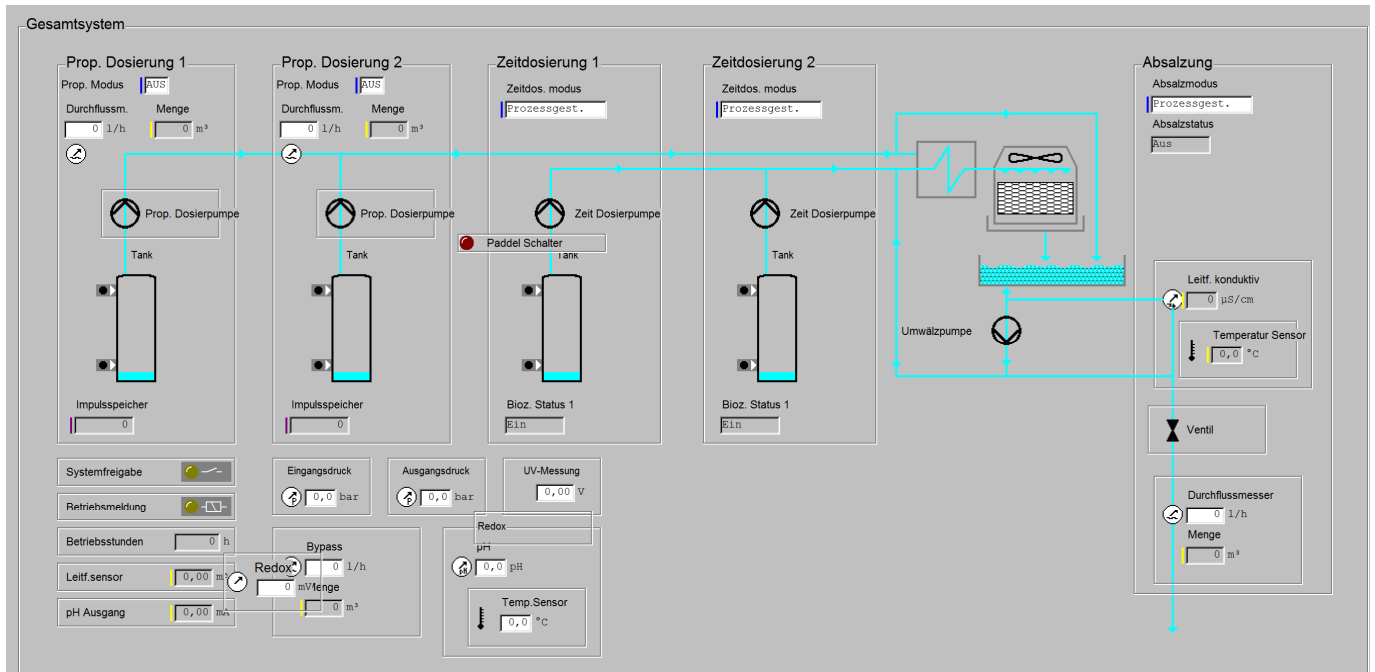 Gesamtsystem
Prop. Dosierung 1
Prop. Modus AUS
Durchflussm. Menge
0 l/h 0 m³
Prop. Dosierpumpe
Tank
Impulsspeicher
0
Prop. Dosierung 2
Prop. Modus AUS
Durchflussm. Menge
0 l/h 0 m³
Prop. Dosierpumpe
Tank
Impulsspeicher
0
Zeitdosierung 1
Zeitdos. modus
Prozessgest.
Zeit Dosierpumpe
Paddel Schalter
Tank
Bioz. Status 1
Ein
Zeitdosierung 2
Zeitdos. modus
Prozessgest.
Zeit Dosierpumpe
Tank
Bioz. Status 1
Ein
Umwälzpumpe
Absalzung
Absalzmodus
Prozessgest.
Absalzstatus
Aus
Leitf. konduktiv
0 µS/cm
Temperatur Sensor
0,0 °C
Ventil
Durchflussmesser
0 l/h
Menge
0 m³
Systemfreigabe
Betriebsmeldung
Betriebsstunden 0 h
Leitf.sensor 0,00
pH Ausgang 0,00 mA
Eingangsdruck
P 0,0 bar
Ausgangsdruck
P 0,0 bar
UV-Messung
0,00 V
Bypass
0 l/h
Menge
0 m³
Redox
0 mV
Redox
pH
pH 0,0 pH
Temp.Sensor
0,0 °C